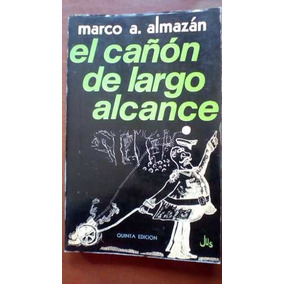 marco a. almazán
el cañón
de largo
alcance
QUINTA EDICION
JUS